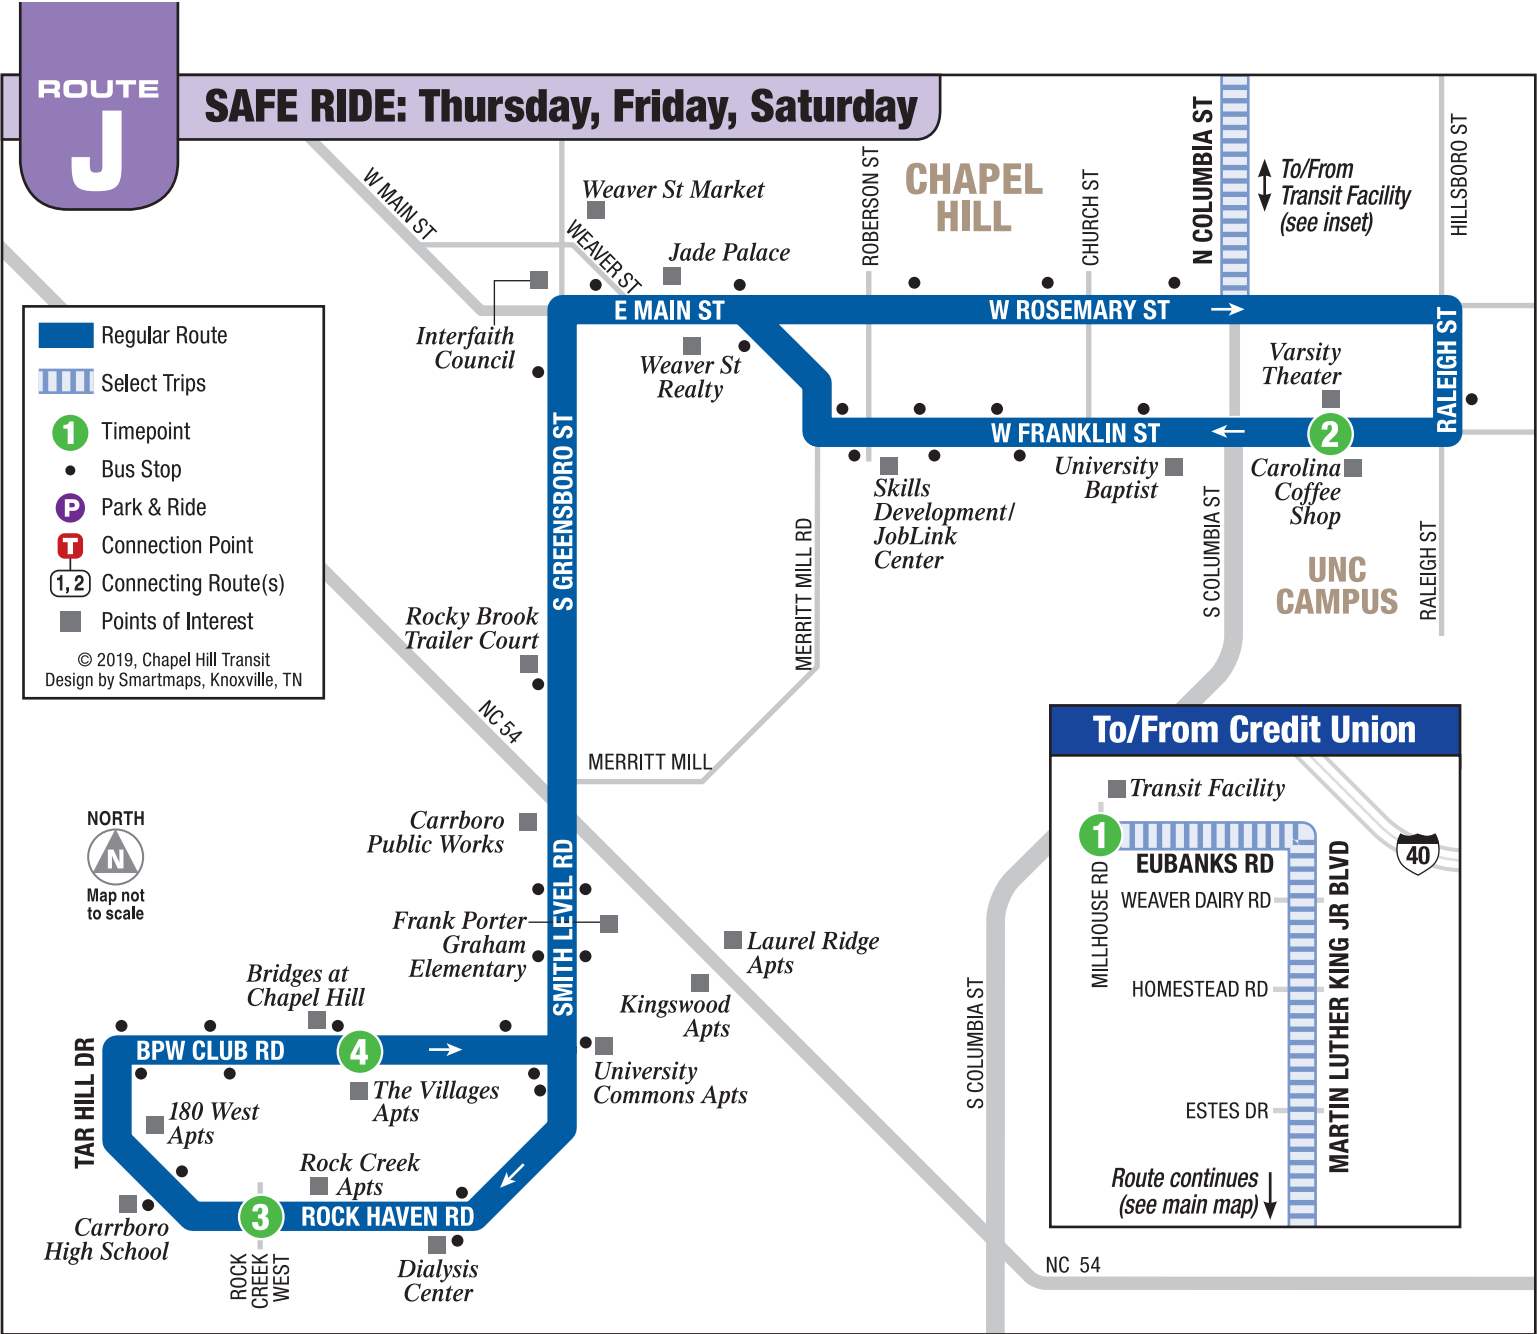 ROUTE
J
SAFE RIDE: Thursday, Friday, Saturday
W MAIN ST
Weaver St Market
WEAVER ST
Jade Palace
ROBERSON ST
CHAPEL
HILL
CHURCH ST
N COLUMBIA ST
To/From
Transit Facility
(see inset)
HILLSBORO ST
Interfaith
Council
E MAIN ST
W ROSEMARY ST
RALEIGH ST
Weaver St
Realty
Varsity
Theater
W FRANKLIN ST
2
Carolina
Coffee
Shop
University
Baptist
Skills
Development/
JobLink
Center
S COLUMBIA ST
UNC
CAMPUS
RALEIGH ST
MERRITT MILL RD
S GREENSBORO ST
Regular Route
Select Trips
1
Timepoint
Bus Stop
P
Park & Ride
T
Connection Point
1, 2
Connecting Route(s)
Points of Interest
© 2019, Chapel Hill Transit
Design by Smartmaps, Knoxville, TN
Rocky Brook
Trailer Court
NC 54
MERRITT MILL
NORTH
N
Map not
to scale
Carrboro
Public Works
SMITH LEVEL RD
Frank Porter
Graham
Elementary
Laurel Ridge
Apts
Kingswood
Apts
Bridges at
Chapel Hill
TAR HILL DR
BPW CLUB RD
4
The Villages
Apts
University
Commons Apts
180 West
Apts
Rock Creek
Apts
3
ROCK HAVEN RD
Carrboro
High School
ROCK
CREEK
WEST
Dialysis
Center
S COLUMBIA ST
NC 54
To/From Credit Union
Transit Facility
1
EUBANKS RD
40
MILLHOUSE RD
WEAVER DAIRY RD
HOMESTEAD RD
MARTIN LUTHER KING JR BLVD
ESTES DR
Route continues
(see main map)